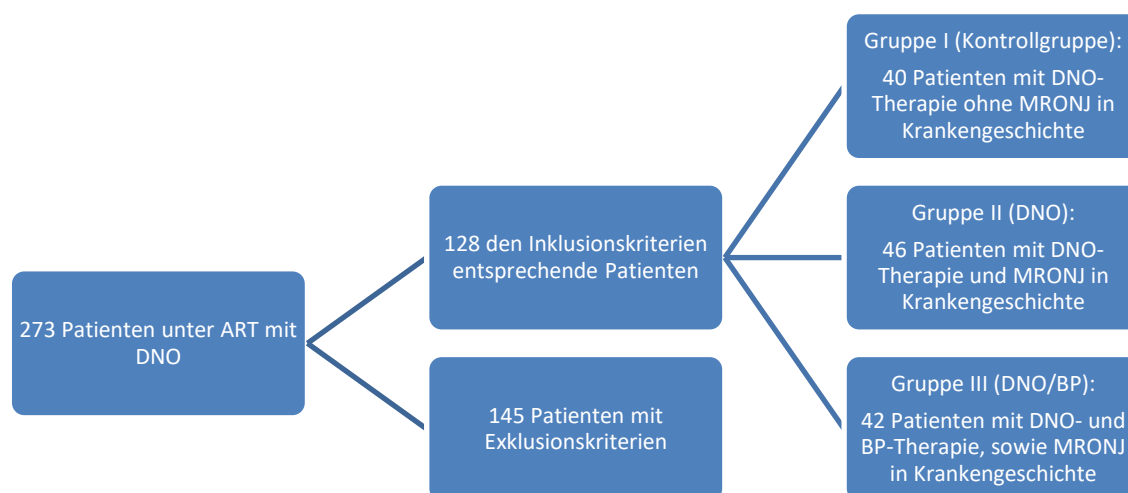 273 Patienten unter ART mit
DNO
128 den Inklusionskriterien
entsprechende Patienten
145 Patienten mit
Exklusionskriterien
Gruppe I (Kontrollgruppe):
40 Patienten mit DNO-
Therapie ohne MRONJ in
Krankengeschichte
Gruppe II (DNO):
46 Patienten mit DNO-
Therapie und MRONJ in
Krankengeschichte
Gruppe III (DNO/BP):
42 Patienten mit DNO- und
BP-Therapie, sowie MRONJ
in Krankengeschichte